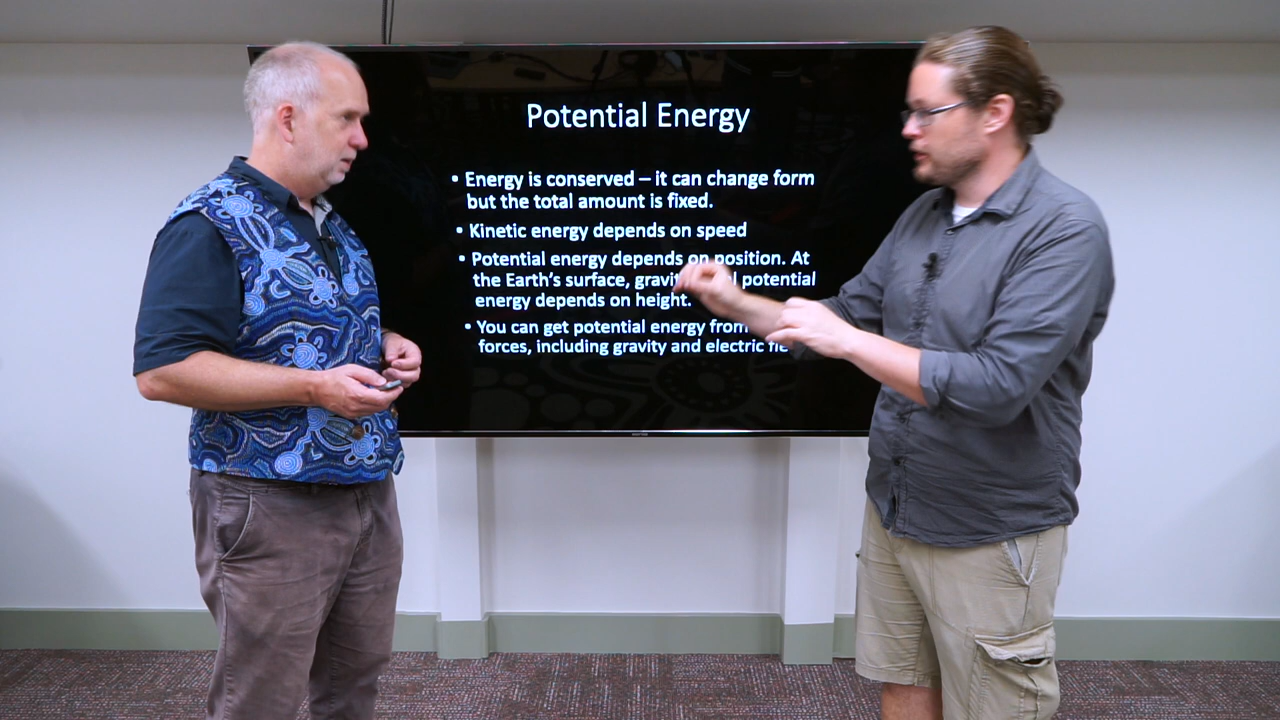 Potential Energy
• Energy is conserved – it can change form
but the total amount is fixed.
• Kinetic energy depends on speed
• Potential energy depends on position. At
the Earth's surface, potential
energy depends on height.
• You can get potential energy from
forces, including gravity and electric